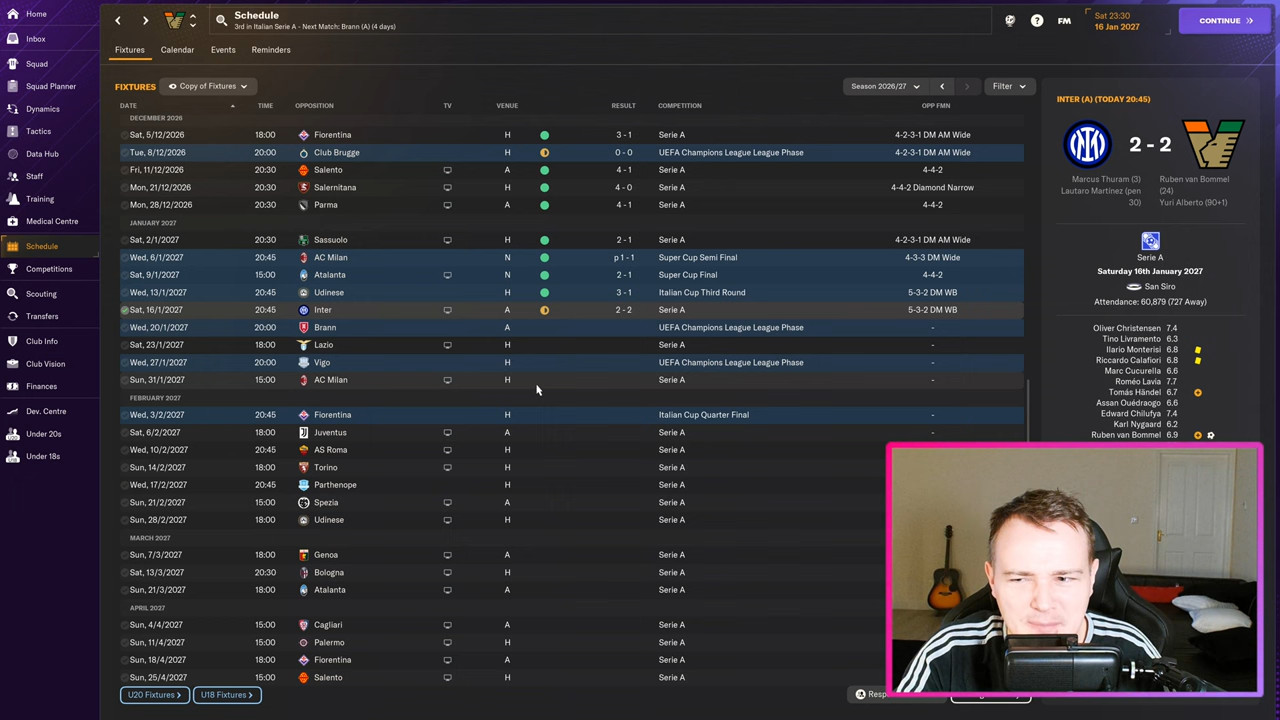 Home
Inbox
Squad
Squad Planner
Dynamics
Tactics
Data Hub
Staff
Training
Medical Centre
Schedule
Competitions
Scouting
Transfers
Club Info
Club Vision
Finances
Dev. Centre
Under 20s
Under 18s
Schedule
3rd in Italian Serie A - Next Match: Brann (A) (4 days)
?
FM
Sat 23:30
16 Jan 2027
CONTINUE
Fixtures Calendar Events Reminders
FIXTURES Copy of Fixtures Season 2026/27 Filter
DATE TIME OPPOSITION TV VENUE RESULT COMPETITION OPP FMN
DECEMBER 2026
Sat, 5/12/2026 18:00 Fiorentina H 3 - 1 Serie A 4-2-3-1 DM AM Wide
Tue, 8/12/2026 20:00 Club Brugge H 0 - 0 UEFA Champions League League Phase 4-2-3-1 DM AM Wide
Fri, 11/12/2026 20:30 Salento A 4 - 1 Serie A 4-4-2
Mon, 21/12/2026 20:30 Salernitana H 4 - 0 Serie A 4-4-2 Diamond Narrow
Mon, 28/12/2026 20:30 Parma A 4 - 1 Serie A 4-4-2
JANUARY 2027
Sat, 2/1/2027 20:30 Sassuolo H 2 - 1 Serie A 4-2-3-1 DM AM Wide
Wed, 6/1/2027 20:45 AC Milan N p 1 - 1 Super Cup Semi Final 4-3-3 DM Wide
Sat, 9/1/2027 15:00 Atalanta N 2 - 1 Super Cup Final 4-4-2
Wed, 13/1/2027 20:45 Udinese H 3 - 1 Italian Cup Third Round 5-3-2 DM WB
Sat, 16/1/2027 20:45 Inter A 2 - 2 Serie A 5-3-2 DM WB
Wed, 20/1/2027 20:00 Brann A UEFA Champions League League Phase -
Sat, 23/1/2027 18:00 Lazio H Serie A -
Wed, 27/1/2027 20:00 Vigo H UEFA Champions League League Phase -
Sun, 31/1/2027 15:00 AC Milan H Serie A -
FEBRUARY 2027
Wed, 3/2/2027 20:45 Fiorentina H Italian Cup Quarter Final -
Sat, 6/2/2027 18:00 Juventus A Serie A -
Wed, 10/2/2027 20:45 AS Roma H Serie A
Sun, 14/2/2027 18:00 Torino H Serie A
Wed, 17/2/2027 20:45 Parthenope H Serie A
Sun, 21/2/2027 15:00 Spezia A Serie A
Sun, 28/2/2027 18:00 Udinese H Serie A
MARCH 2027
Sun, 7/3/2027 18:00 Genoa A Serie A
Sat, 13/3/2027 20:30 Bologna H Serie A
Sun, 21/3/2027 15:00 Atalanta A Serie A
APRIL 2027
Sun, 4/4/2027 15:00 Cagliari A Serie A
Sun, 11/4/2027 15:00 Palermo H Serie A
Sun, 18/4/2027 18:00 Fiorentina A Serie A
Sun, 25/4/2027 15:00 Salento H Serie A
U20 Fixtures > U18 Fixtures >
Resp
INTER (A) (TODAY 20:45)
2 - 2
Marcus Thuram (3)
Lautaro Martínez (pen
30)
Ruben van Bommel
(24)
Yuri Alberto (90+1)
Serie A
Saturday 16th January 2027
San Siro
Attendance: 60,879 (727 Away)
Oliver Christensen 7.4
Tino Livramento 6.3
Ilario Monterisi 6.8
Riccardo Calafiori 6.8
Marc Cucurella 6.6
Roméo Lavia 7.7
Tomás Händel 6.7
Assan Ouédraogo 6.6
Edward Chilufya 7.4
Karl Nygaard 6.2
Ruben van Bommel 6.9